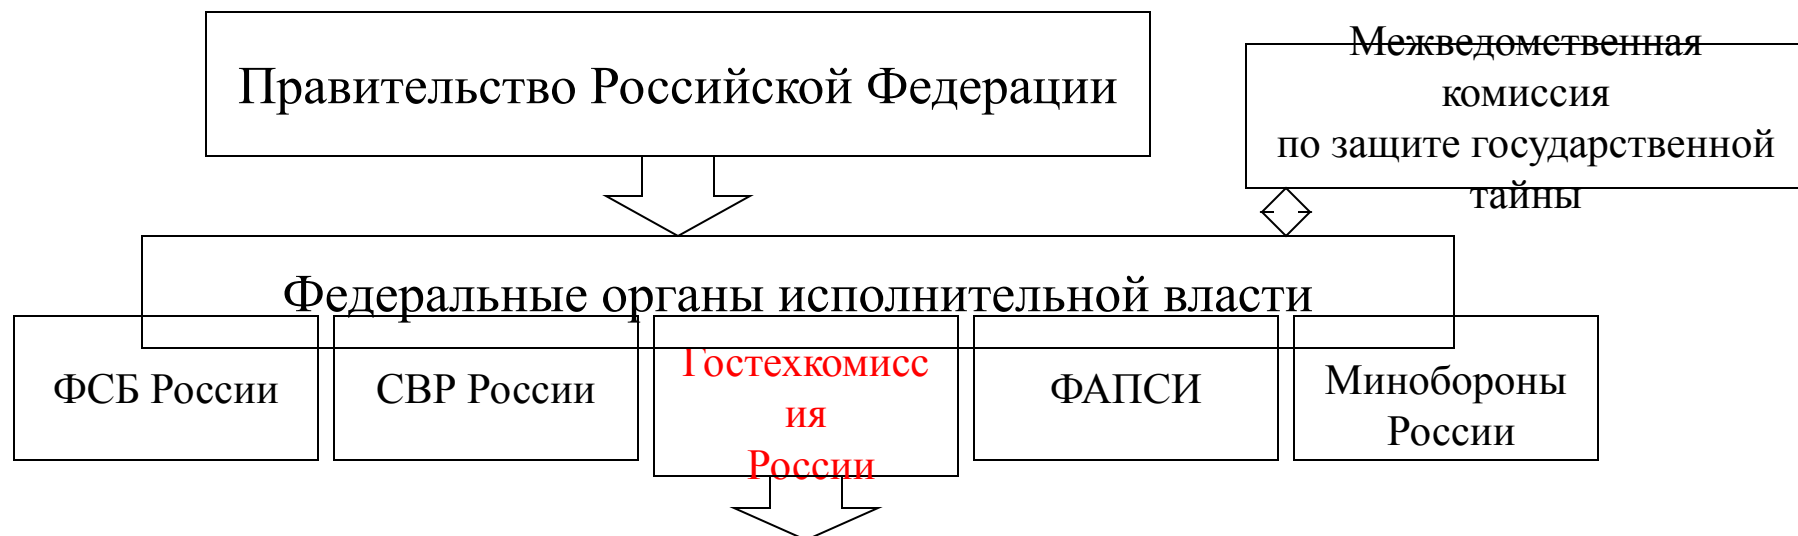 Правительство Российской Федерации
Межведомственная
комиссия
по защите государственной
тайны
Федеральные органы исполнительной власти
ФСБ России
СВР России
Гостехкомисс
ия
России
ФАПСИ
Минобороны
России